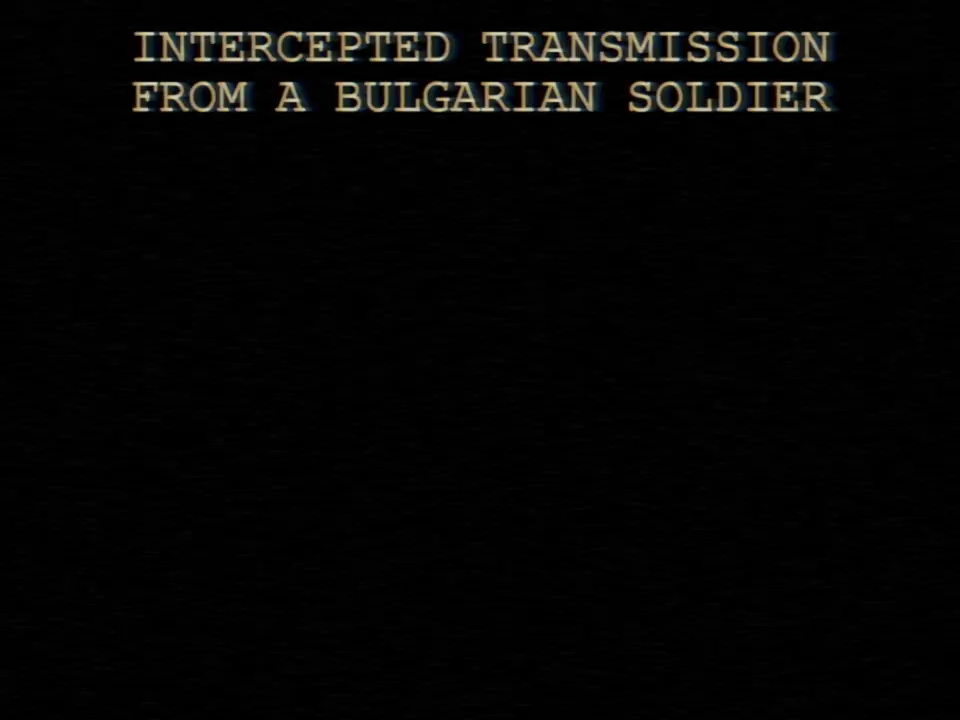 INTERCEPTED TRANSMISSION
FROM A BULGARIAN SOLDIER